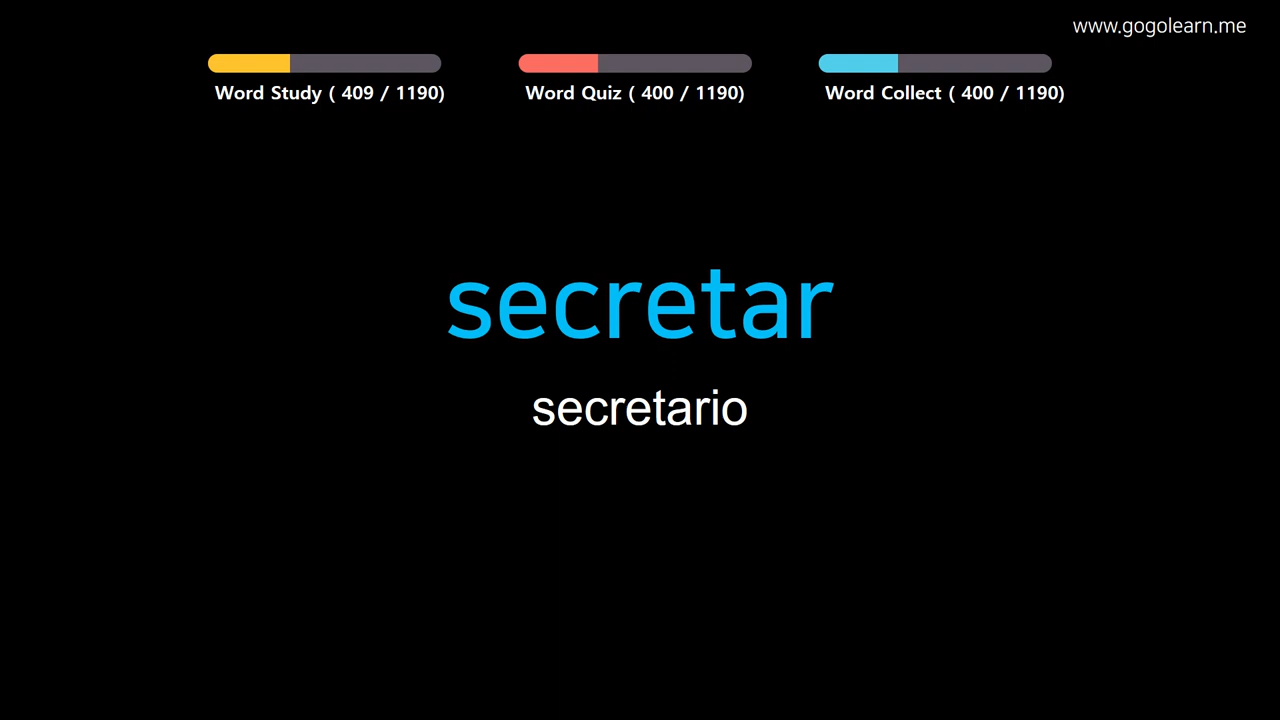 www.gogolearn.me
Word Study ( 409 / 1190)
Word Quiz ( 400 / 1190)
Word Collect ( 400 / 1190)
secretar
secretario